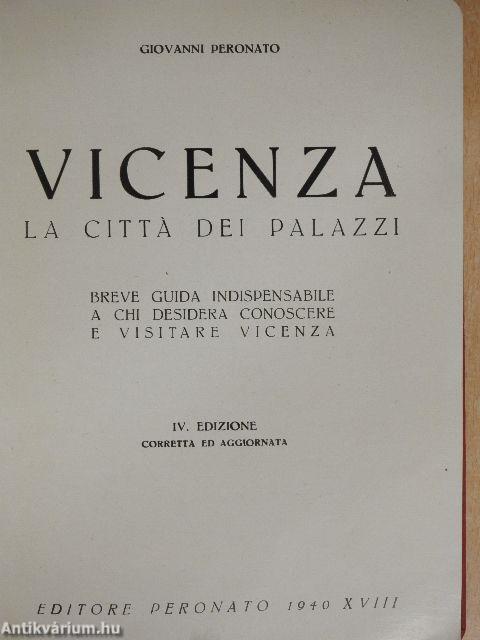 GIOVANNI PERONATO
VICENZA
LA CITTÀ DEI PALAZZI
BREVE GUIDA INDISPENSABILE
A CHI DESIDERA CONOSCERE
E VISITARE VICENZA
IV. EDIZIONE
CORRETTA ED AGGIORNATA
EDITORE PERONATO 1940 XVIII
Antikvárium.hu